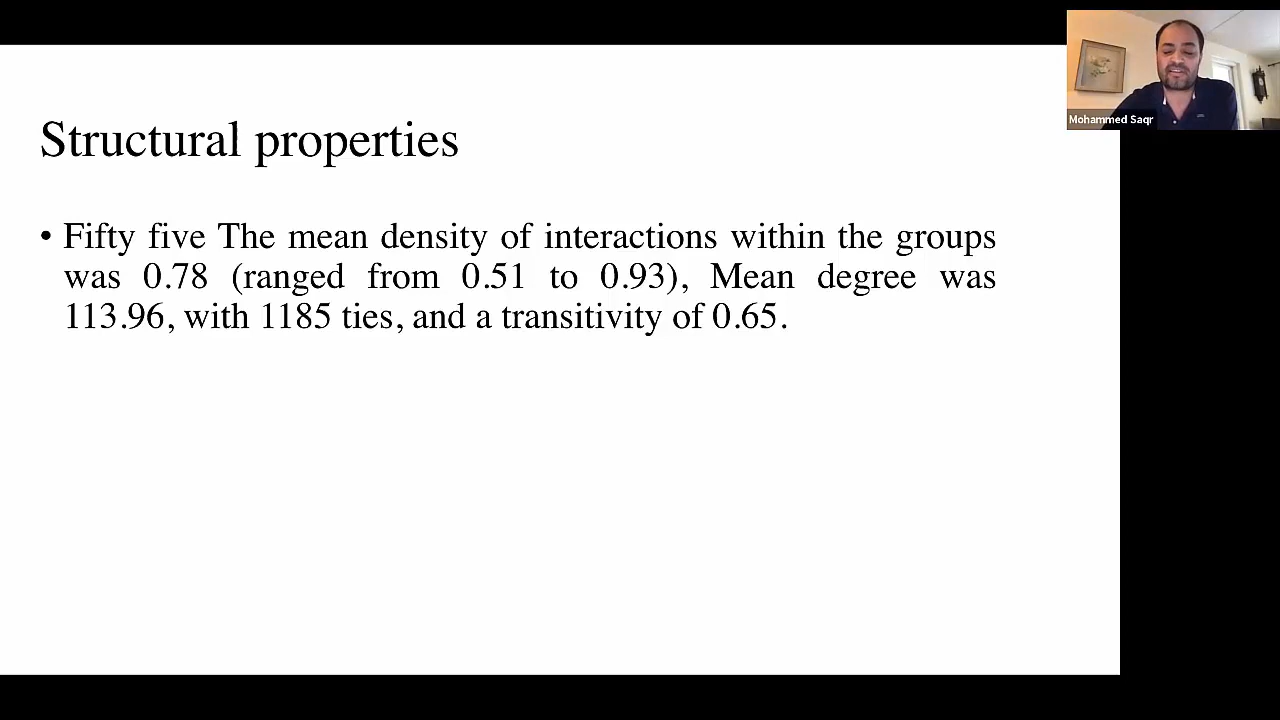 Structural properties
• Fifty five The mean density of interactions within the groups
was 0.78 (ranged from 0.51 to 0.93), Mean degree was
113.96, with 1185 ties, and a transitivity of 0.65.
Mohammed Saqr